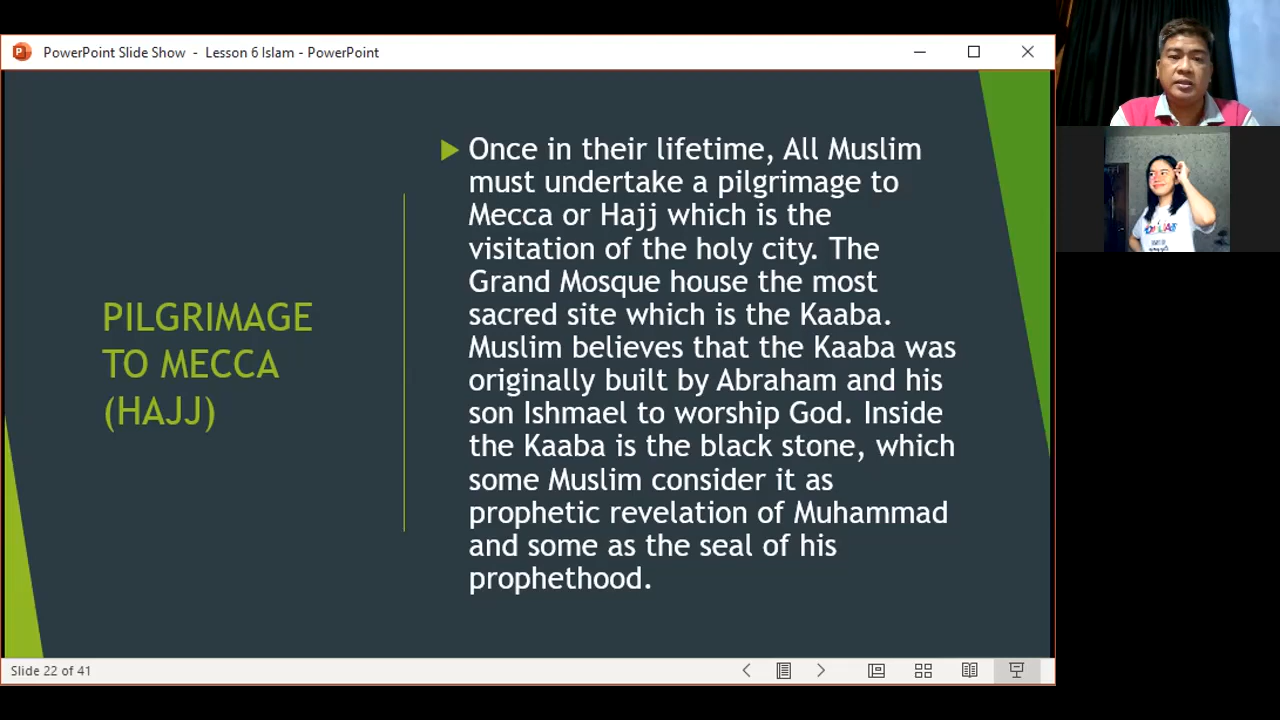 PowerPoint Slide Show - Lesson 6 Islam - PowerPoint
PILGRIMAGE
TO MECCA
(HAJJ)
Once in their lifetime, All Muslim
must undertake a pilgrimage to
Mecca or Hajj which is the
visitation of the holy city. The
Grand Mosque house the most
sacred site which is the Kaaba.
Muslim believes that the Kaaba was
originally built by Abraham and his
son Ishmael to worship God. Inside
the Kaaba is the black stone, which
some Muslim consider it as
prophetic revelation of Muhammad
and some as the seal of his
prophethood.
Slide 22 of 41